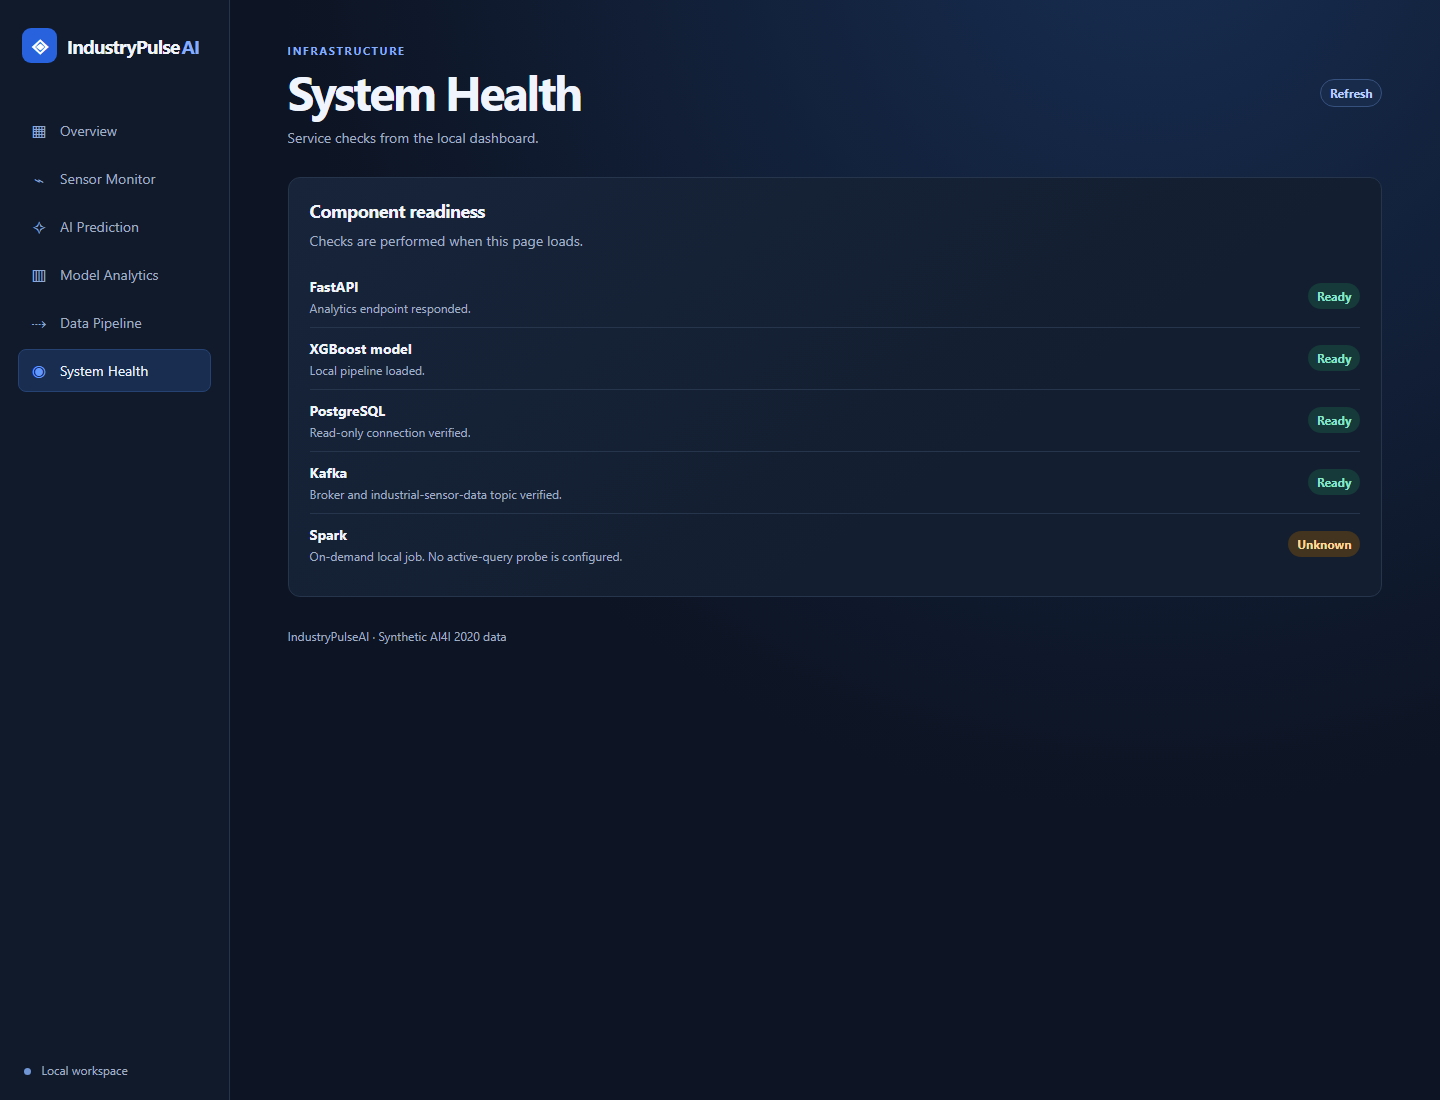 IndustryPulseAI
Overview
Sensor Monitor
AI Prediction
Model Analytics
Data Pipeline
System Health
Local workspace
INFRASTRUCTURE
System Health
Service checks from the local dashboard.
Refresh
Component readiness
Checks are performed when this page loads.
FastAPI
Analytics endpoint responded.
Ready
XGBoost model
Local pipeline loaded.
Ready
PostgreSQL
Read-only connection verified.
Ready
Kafka
Broker and industrial-sensor-data topic verified.
Ready
Spark
On-demand local job. No active-query probe is configured.
Unknown
IndustryPulseAI · Synthetic AI4I 2020 data